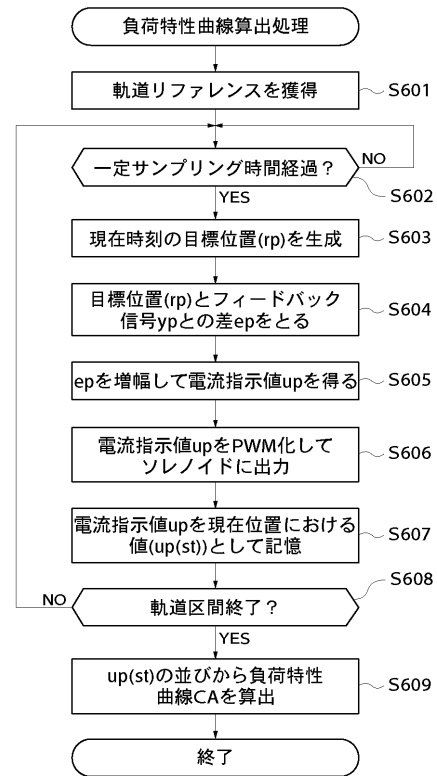 負荷特性曲線算出処理
軌道リファレンスを獲得
S601
一定サンプリング時間経過？
NO
S602
YES
現在時刻の目標位置(rp)を生成
S603
目標位置(rp)とフィードバック
信号ypとの差epをとる
S604
epを増幅して電流指示値upを得る
S605
電流指示値upをPWM化して
ソレノイドに出力
S606
電流指示値upを現在位置における
値(up(st))として記憶
S607
S608
NO
軌道区間終了？
YES
up(st)の並びから負荷特性
曲線CAを算出
S609
終了